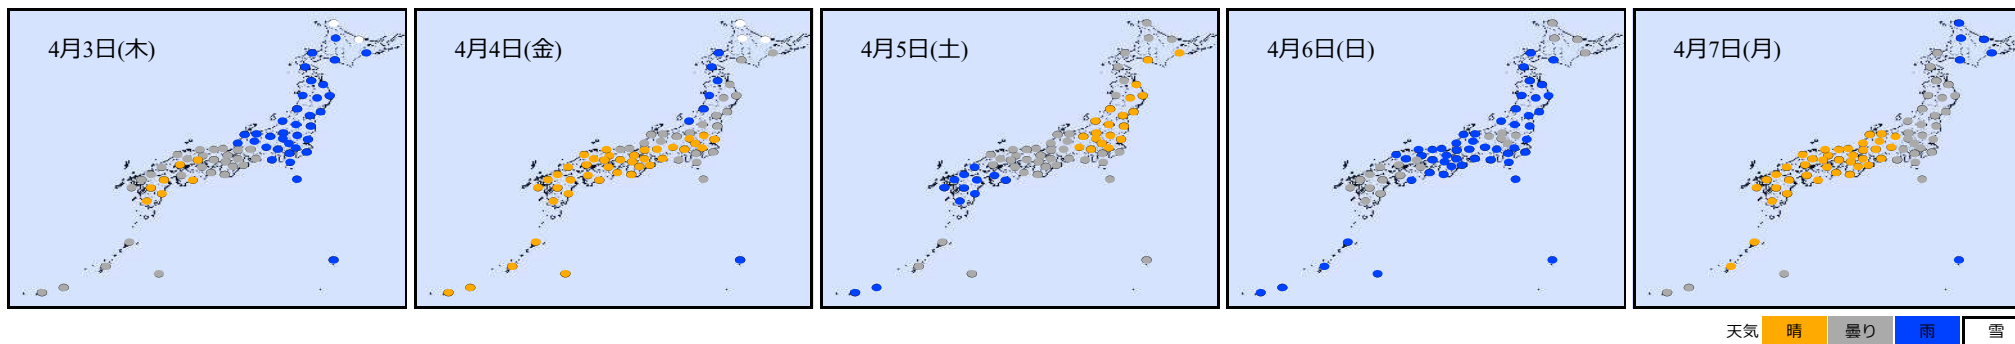 4月3日(木)
4月4日(金)
4月5日(土)
4月6日(日)
4月7日(月)
天気 晴 曇り 雨 雪